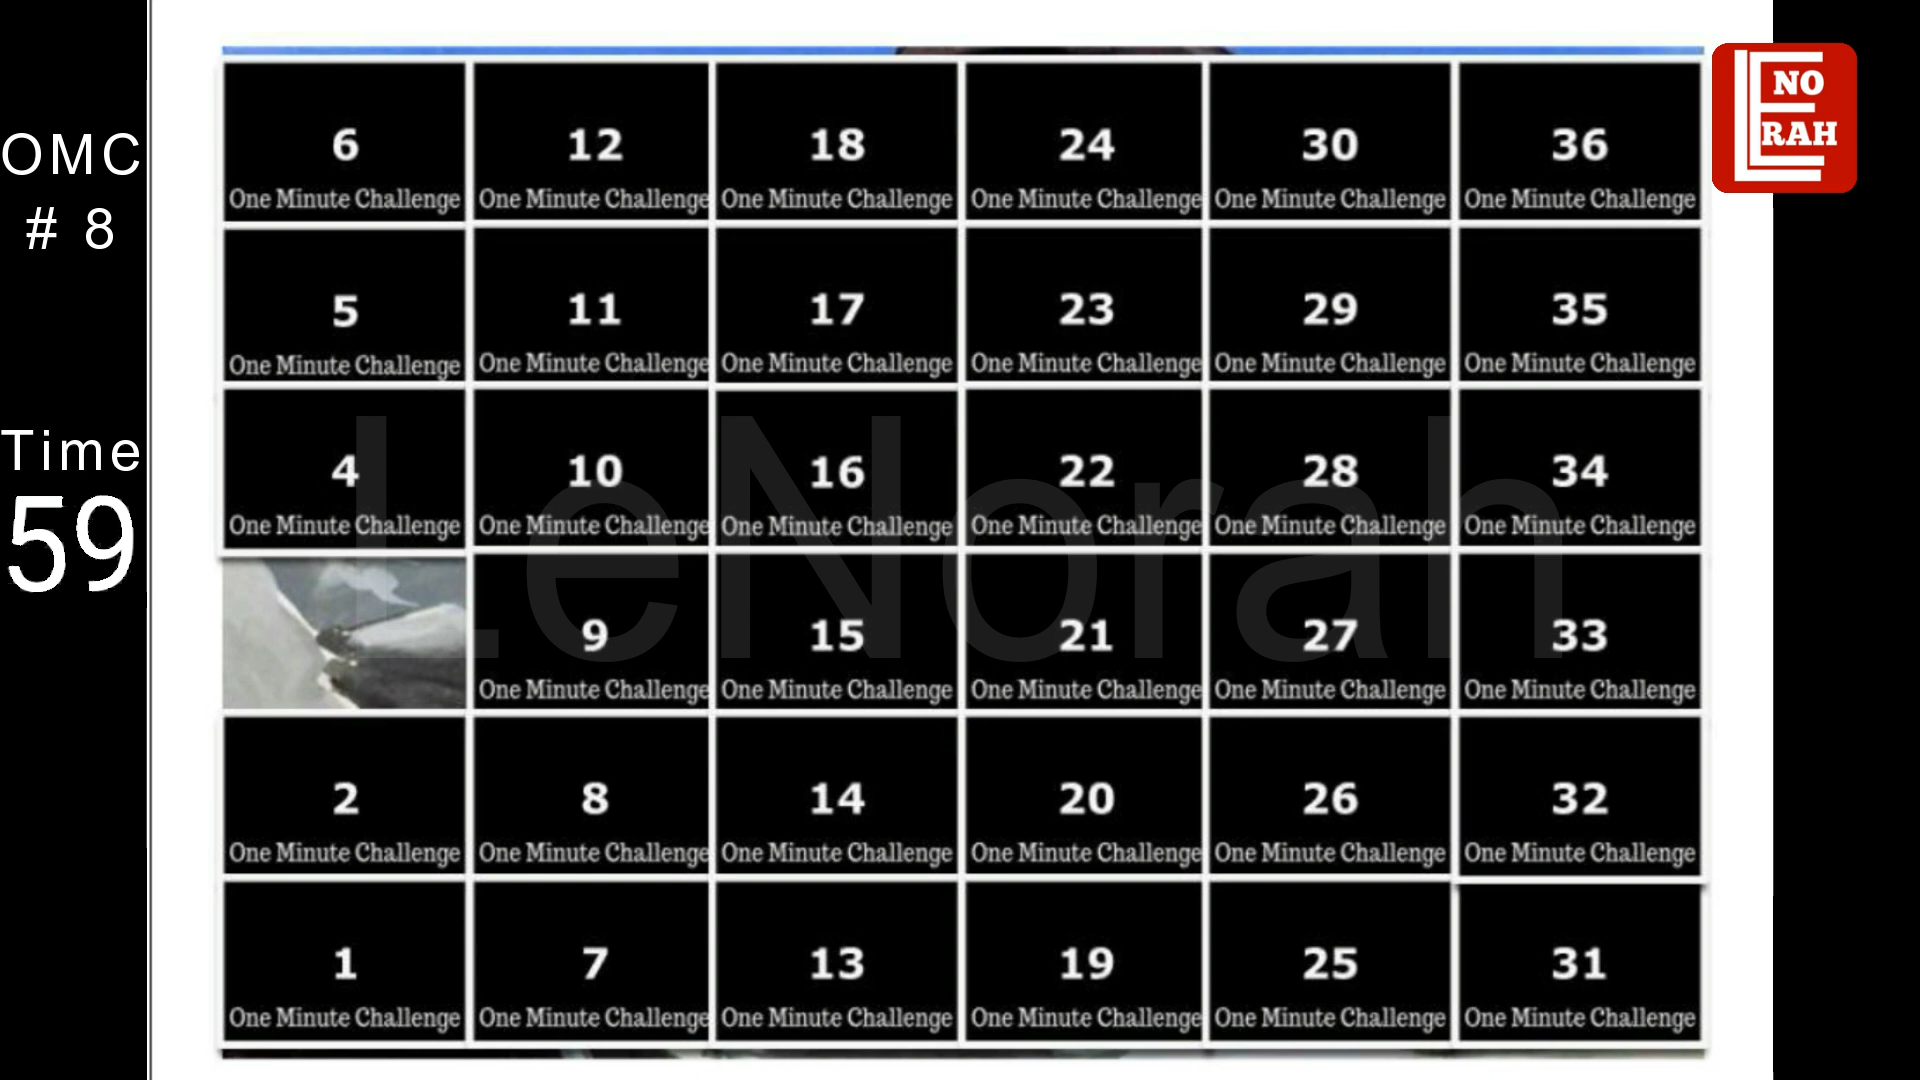 OMC
# 8
Time
59
NO
LE
RAH
6 12 18 24 30 36
One Minute Challenge One Minute Challenge One Minute Challenge One Minute Challenge One Minute Challenge One Minute Challenge
5 11 17 23 29 35
One Minute Challenge One Minute Challenge One Minute Challenge One Minute Challenge One Minute Challenge One Minute Challenge
4 10 16 22 28 34
One Minute Challenge One Minute Challenge One Minute Challenge One Minute Challenge One Minute Challenge One Minute Challenge
LeNorah
9 15 21 27 33
One Minute Challenge One Minute Challenge One Minute Challenge One Minute Challenge One Minute Challenge
2 8 14 20 26 32
One Minute Challenge One Minute Challenge One Minute Challenge One Minute Challenge One Minute Challenge One Minute Challenge
1 7 13 19 25 31
One Minute Challenge One Minute Challenge One Minute Challenge One Minute Challenge One Minute Challenge One Minute Challenge